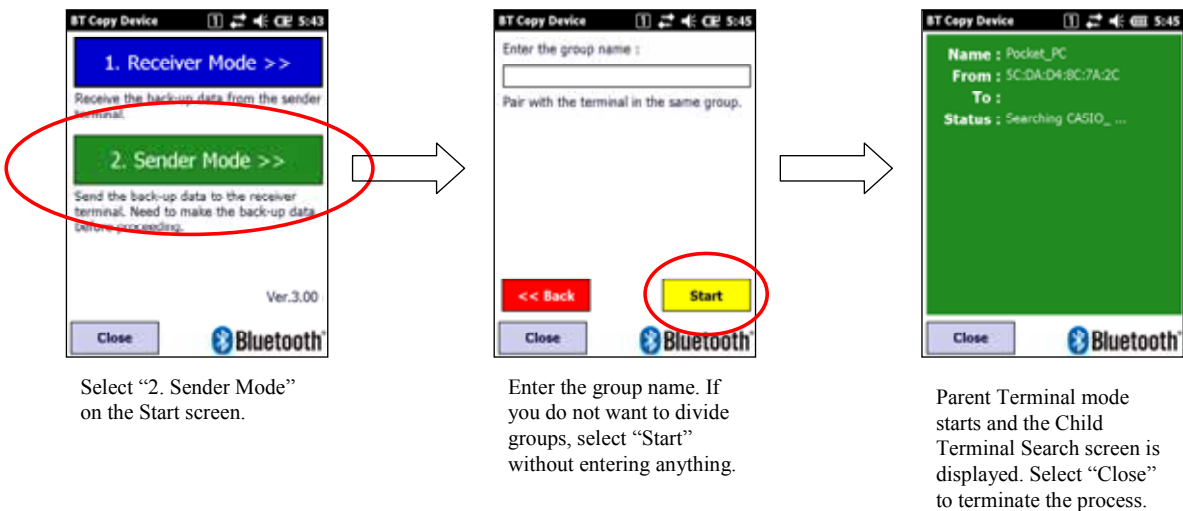 BT Copy Device 1 5:43
1. Receiver Mode >>
Receive the back-up data from the sender
terminal.
2. Sender Mode >>
Send the back-up data to the receiver
terminal. Need to make the back-up data
before proceeding.
Ver.3.00
Close
Bluetooth
Select “2. Sender Mode”
on the Start screen.
BT Copy Device 1 5:45
Enter the group name :
Pair with the terminal in the same group.
<< Back
Start
Close
Bluetooth
Enter the group name. If
you do not want to divide
groups, select “Start”
without entering anything.
BT Copy Device 1 5:45
Name : Pocket_PC
From : 5C:DA:D4:8C:7A:2C
To :
Status : Searching CASIO_ ...
Close
Bluetooth
Parent Terminal mode
starts and the Child
Terminal Search screen is
displayed. Select “Close”
to terminate the process.